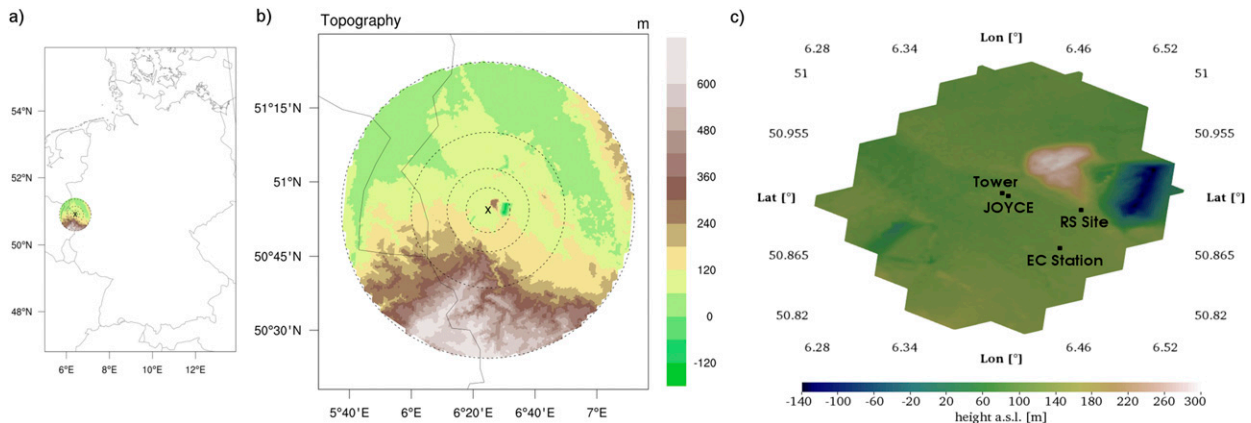 a)
54°N
52°N
50°N
48°N
6°E 8°E 10°E 12°E
b)
Topography m
51°15'N
51°N
50°45'N
50°30'N
5°40'E 6°E 6°20'E 6°40'E 7°E
600
480
360
240
120
0
-120
c)
Lon [°]
6.28 6.34 6.46 6.52
51 51
50.955 50.955
Lat [°] Lat [°]
Tower
JOYCE
RS Site
EC Station
50.865 50.865
50.82 50.82
6.28 6.34 6.46 6.52
Lon [°]
-140 -100 -60 -20 20 60 100 140 180 220 260 300
height a.s.l. [m]